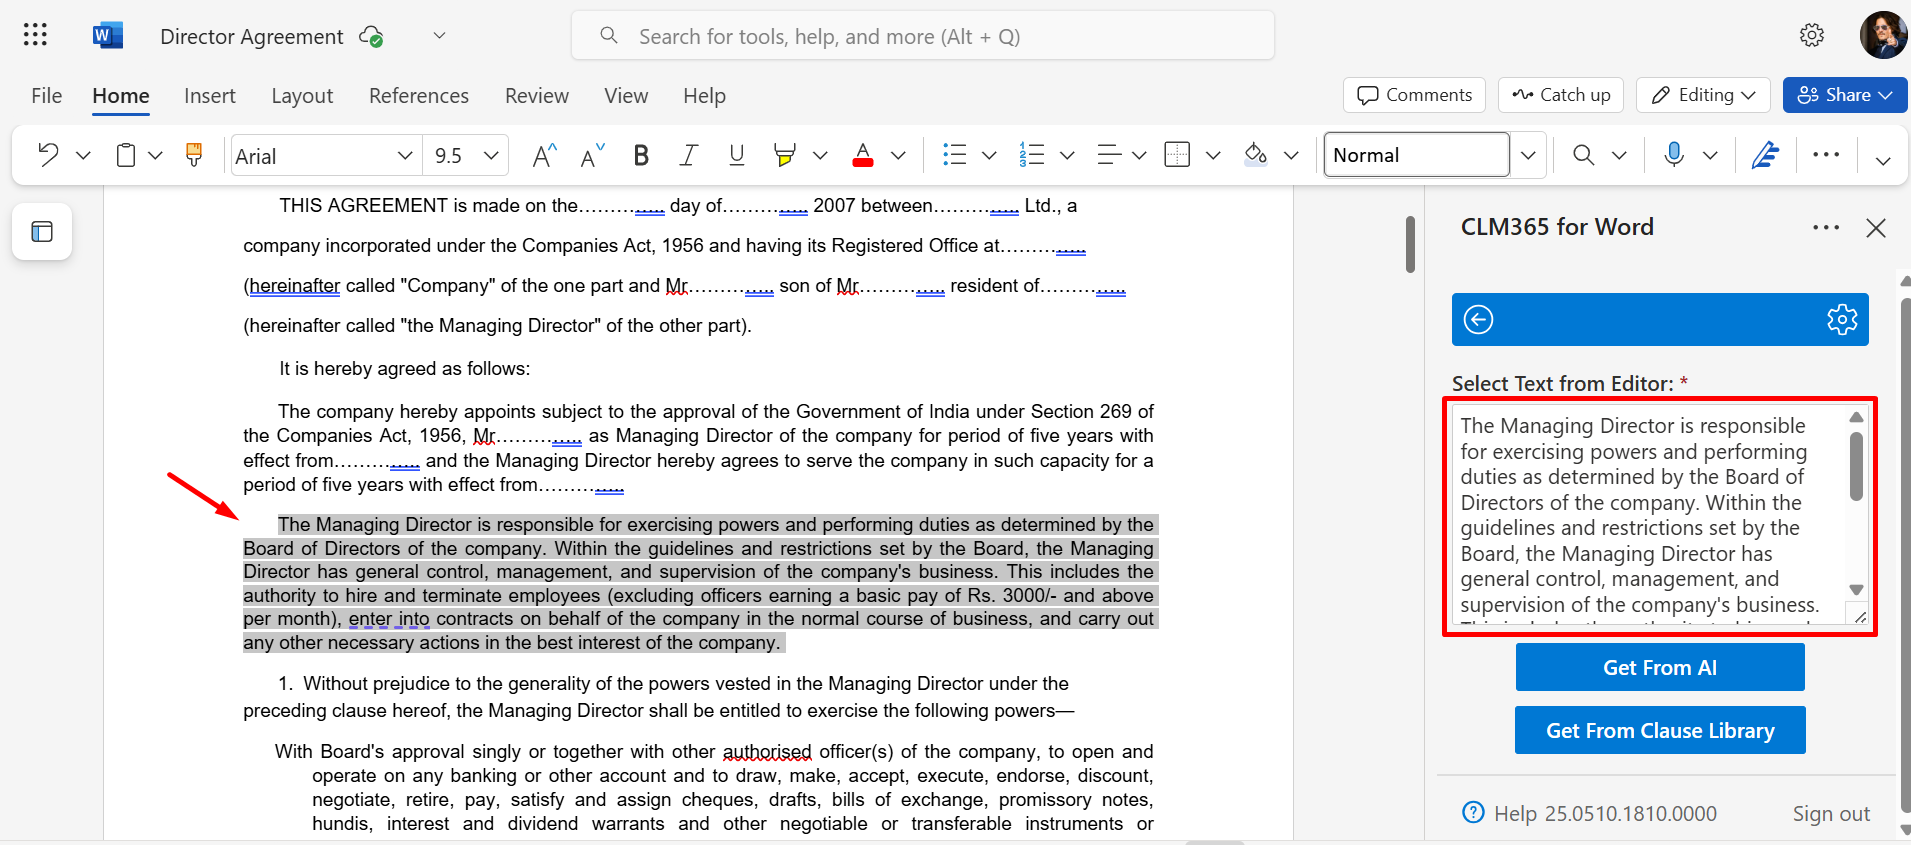 W
Director Agreement
Search for tools, help, and more (Alt + Q)
File Home Insert Layout References Review View Help
Comments Catch up Editing Share
Arial 9.5 A A B I U A Normal
THIS AGREEMENT is made on the.............. day of.............. 2007 between.............. Ltd., a
company incorporated under the Companies Act, 1956 and having its Registered Office at..............
(hereinafter called "Company" of the one part and Mr.............. son of Mr.............. resident of..............
(hereinafter called "the Managing Director" of the other part).
It is hereby agreed as follows:
The company hereby appoints subject to the approval of the Government of India under Section 269 of
the Companies Act, 1956, Mr.............. as Managing Director of the company for period of five years with
effect from.............. and the Managing Director hereby agrees to serve the company in such capacity for a
period of five years with effect from..............
The Managing Director is responsible for exercising powers and performing duties as determined by the
Board of Directors of the company. Within the guidelines and restrictions set by the Board, the Managing
Director has general control, management, and supervision of the company's business. This includes the
authority to hire and terminate employees (excluding officers earning a basic pay of Rs. 3000/- and above
per month), enter into contracts on behalf of the company in the normal course of business, and carry out
any other necessary actions in the best interest of the company.
1. Without prejudice to the generality of the powers vested in the Managing Director under the
preceding clause hereof, the Managing Director shall be entitled to exercise the following powers—
With Board's approval singly or together with other authorised officer(s) of the company, to open and
operate on any banking or other account and to draw, make, accept, execute, endorse, discount,
negotiate, retire, pay, satisfy and assign cheques, drafts, bills of exchange, promissory notes,
hundis, interest and dividend warrants and other negotiable or transferable instruments or
CLM365 for Word
Select Text from Editor: *
The Managing Director is responsible
for exercising powers and performing
duties as determined by the Board of
Directors of the company. Within the
guidelines and restrictions set by the
Board, the Managing Director has
general control, management, and
supervision of the company's business.
Get From AI
Get From Clause Library
Help 25.0510.1810.0000 Sign out